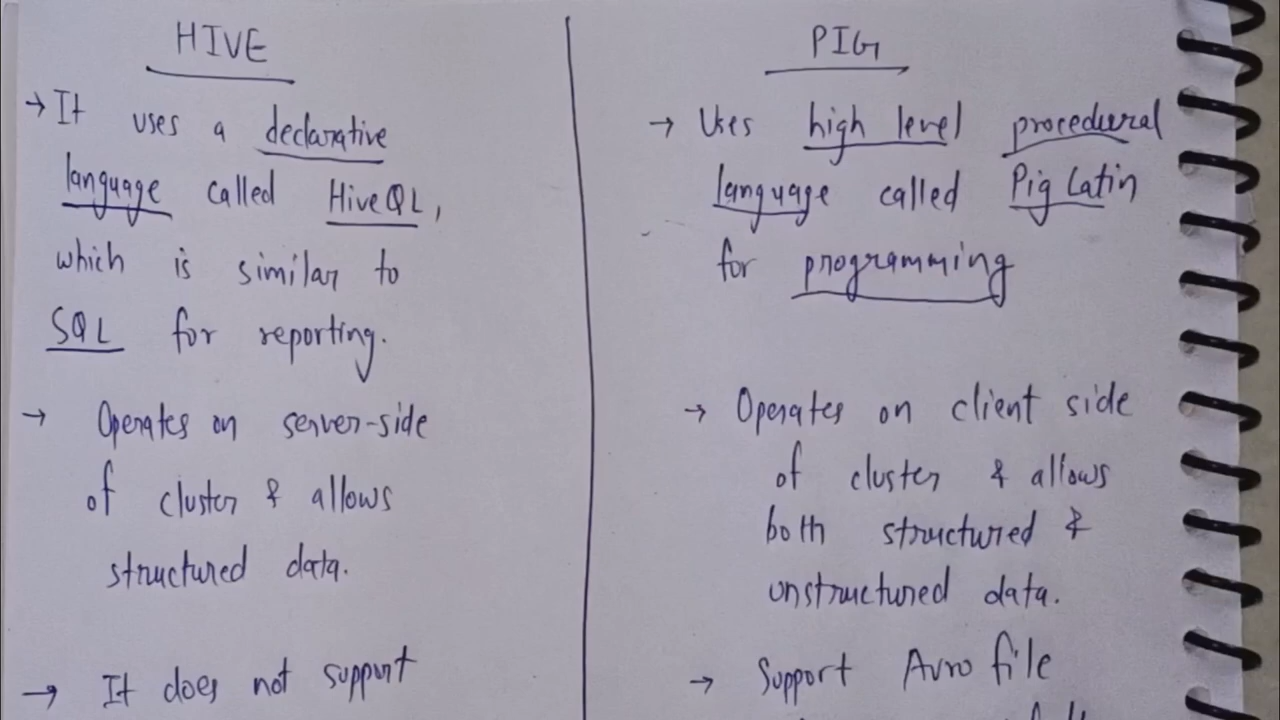 HIVE
→ It uses a declarative
language called HiveQL,
which is similar to
SQL for reporting.
→ Operates on server-side
of cluster & allows
structured data.
→ It does not support
PIG
→ Uses high level procedural
language called Pig Latin
for programming
→ Operates on client side
of cluster & allows
both structured &
unstructured data.
→ Support Avro file